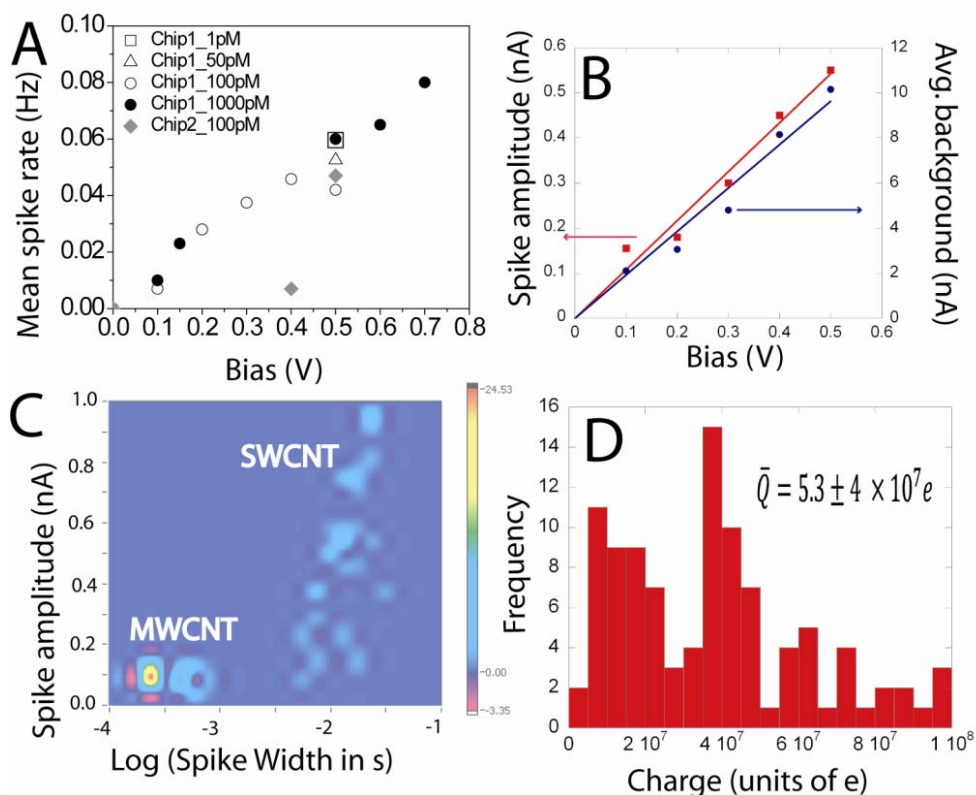 A
Mean spike rate (Hz)
0.10
0.08
0.06
0.04
0.02
0.00
Chip1_1pM
Chip1_50pM
Chip1_100pM
Chip1_1000pM
Chip2_100pM
0.0 0.1 0.2 0.3 0.4 0.5 0.6 0.7 0.8
Bias (V)
B
Spike amplitude (nA)
0.6
0.5
0.4
0.3
0.2
0.1
0
0 0.1 0.2 0.3 0.4 0.5 0.6
Bias (V)
12
10
8
6
4
2
0
Avg. background (nA)
C
Spike amplitude (nA)
1.0
0.8
0.6
0.4
0.2
0.0
SWCNT
MWCNT
-4 -3 -2 -1
Log (Spike Width in s)
24.53
0.00
-3.35
D
Frequency
16
14
12
10
8
6
4
2
0
Q̄ = 5.3 ± 4 × 10⁷e
0 2 10⁷ 4 10⁷ 6 10⁷ 8 10⁷ 1 10⁸
Charge (units of e)